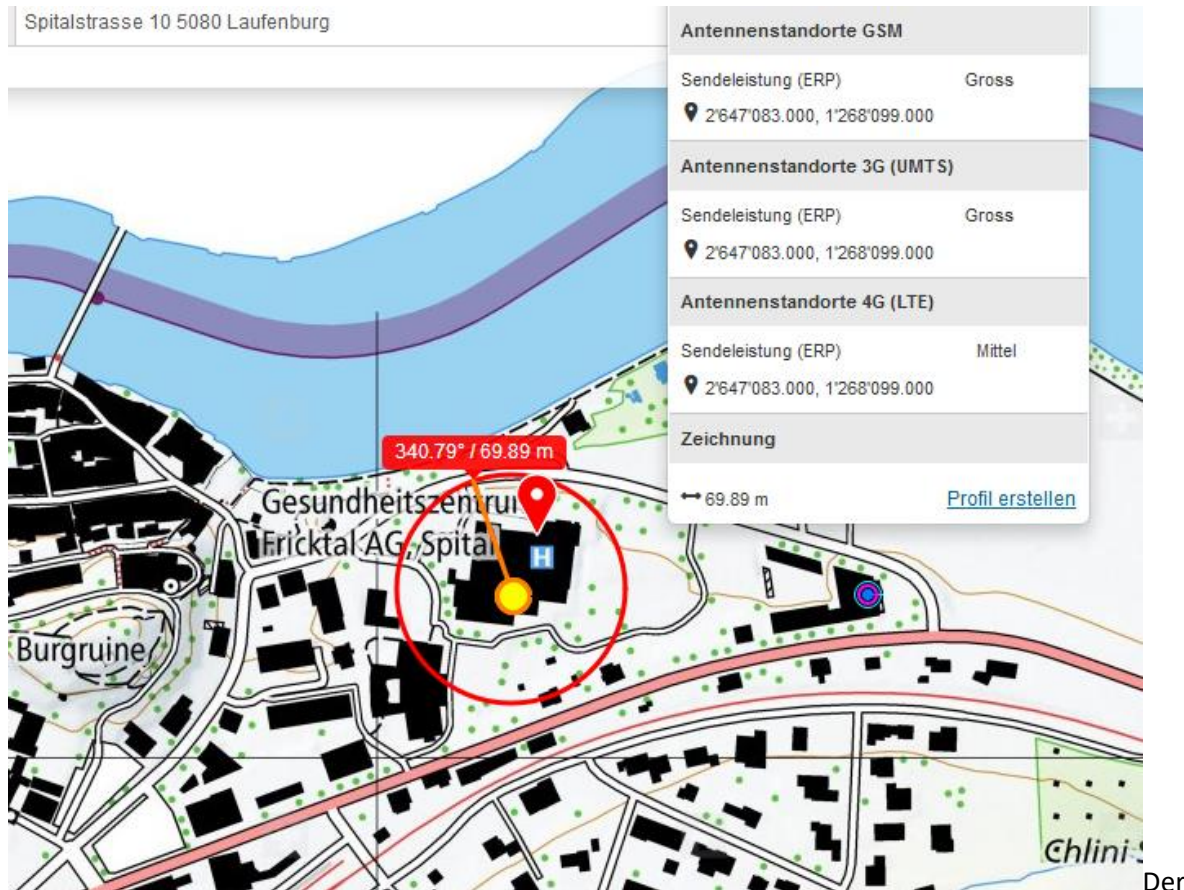 Spitalstrasse 10 5080 Laufenburg
Antennenstandorte GSM
Sendeleistung (ERP) Gross
2'647'083.000, 1'268'099.000
Antennenstandorte 3G (UMTS)
Sendeleistung (ERP) Gross
2'647'083.000, 1'268'099.000
Antennenstandorte 4G (LTE)
Sendeleistung (ERP) Mittel
2'647'083.000, 1'268'099.000
Zeichnung
69.89 m Profil erstellen
340.79° / 69.89 m
Gesundheitszentru
Fricktal AG, Spital
H
Burgruine
Chlini
Der